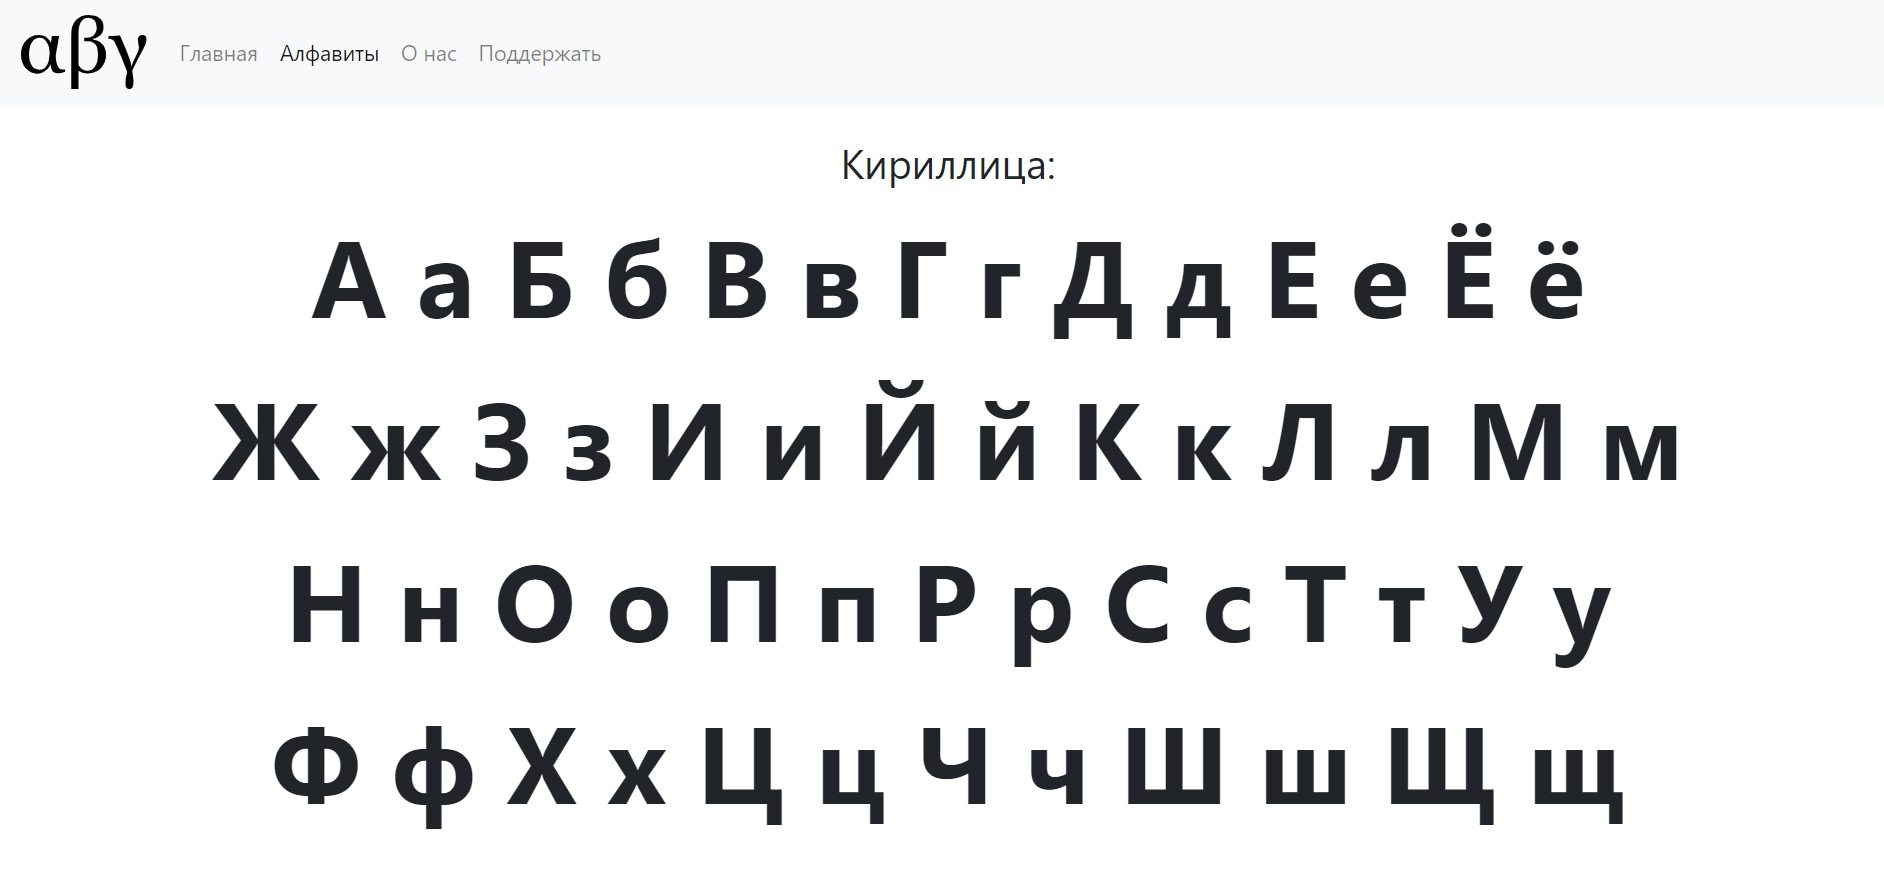 αβγ Главная Алфавиты О нас Поддержать
Кириллица:
А а Б б В в Г г Д д Е е Ё ё
Ж ж З з И и Й й К к Л л М м
Н н О о П п Р р С с Т т У у
Ф ф Х х Ц ц Ч ч Ш ш Щ щ